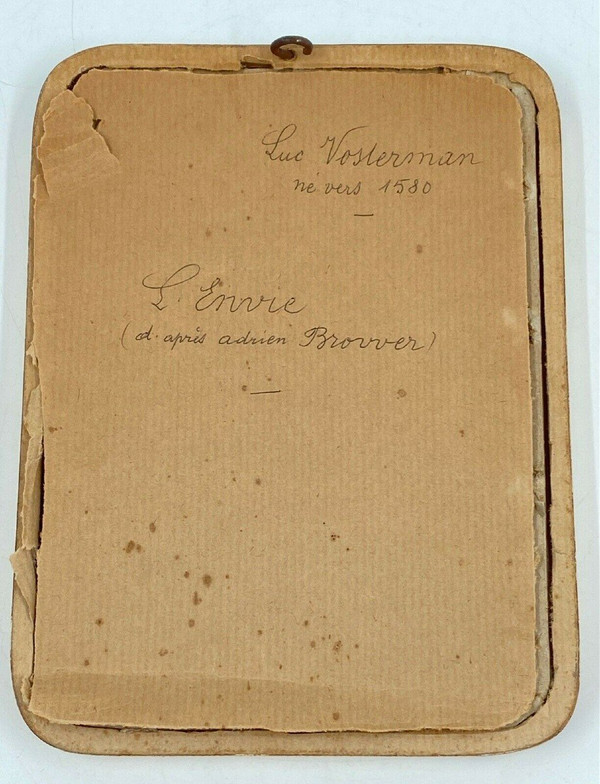 Luc Vosterman
né vers 1580
L'Envie
(d'après adrien Brovver)